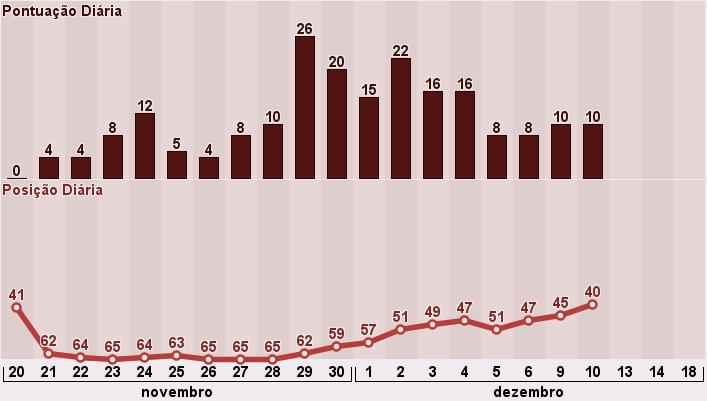 Pontuação Diária
0 4 4 8 12 5 4 8 10 26 20 15 22 16 16 8 8 10 10
Posição Diária
41 62 64 65 64 63 65 65 65 62 59 57 51 49 47 51 47 45 40
20 21 22 23 24 25 26 27 28 29 30 1 2 3 4 5 6 9 10 13 14 18
novembro dezembro